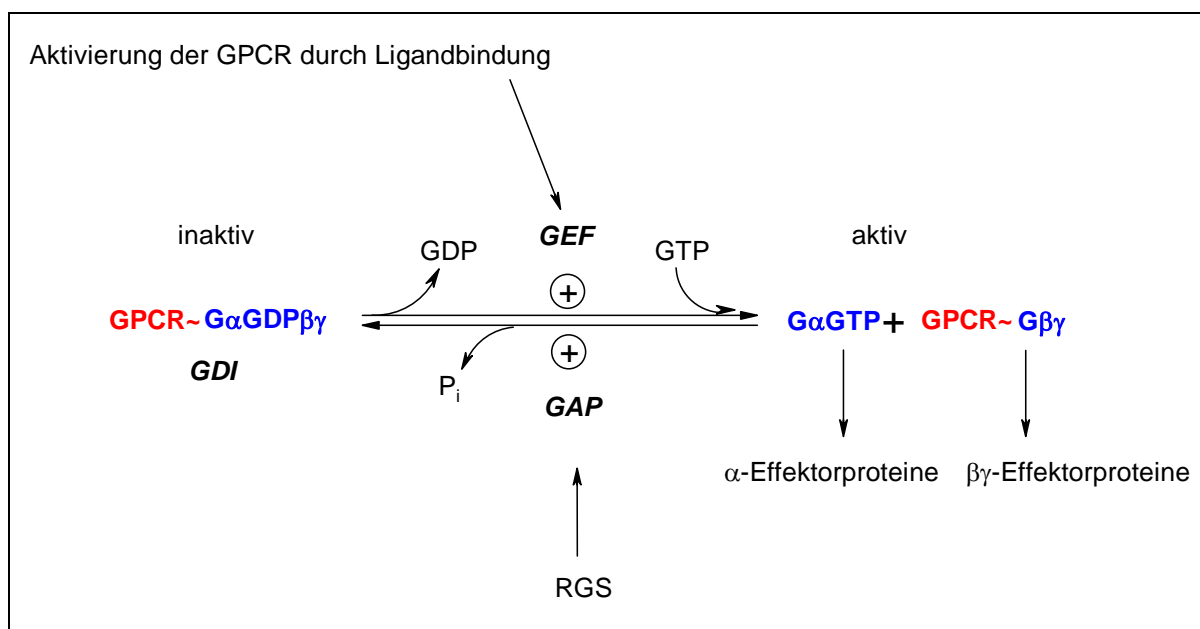 Aktivierung der GPCR durch Ligandbindung
inaktiv
GEF
aktiv
GDP
GTP
+
GPCR~GαGDPβγ
GαGTP+ GPCR~Gβγ
GDI
+
Pi
GAP
α-Effektorproteine βγ-Effektorproteine
RGS